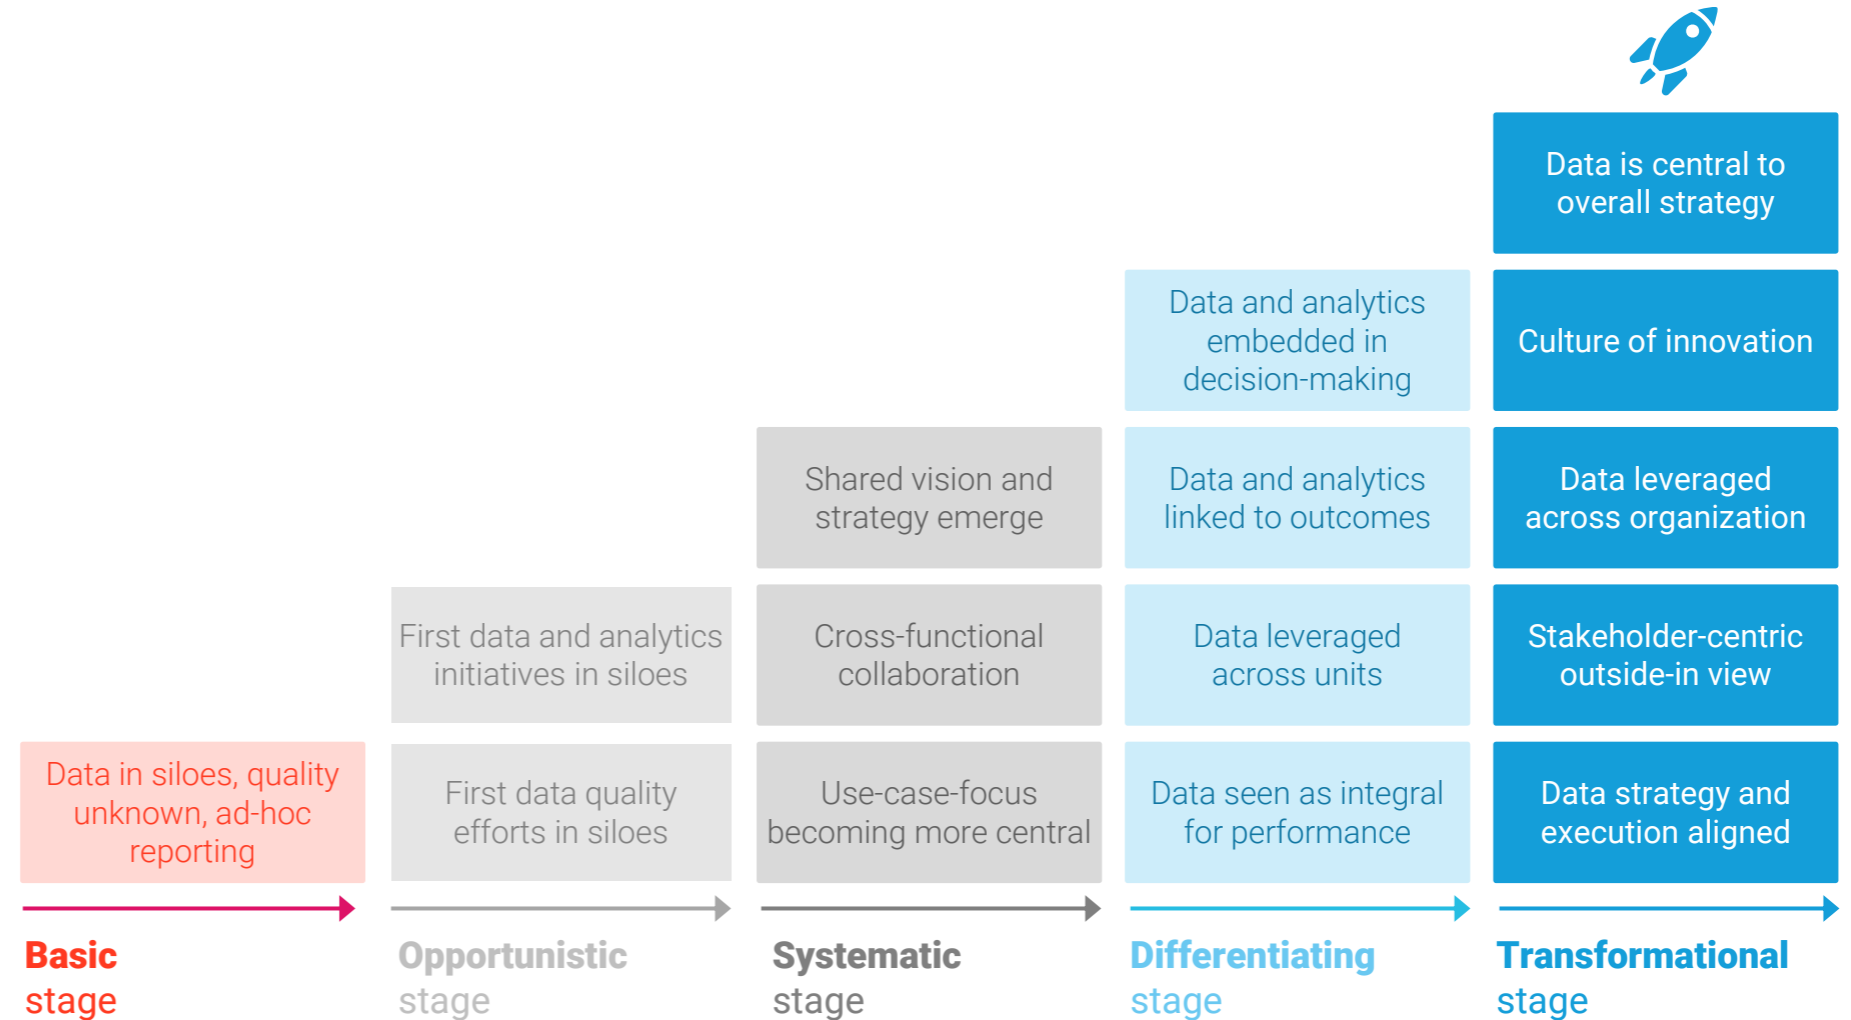 Data is central to
overall strategy
Data and analytics
embedded in
decision-making
Culture of innovation
Shared vision and
strategy emerge
Data and analytics
linked to outcomes
Data leveraged
across organization
First data and analytics
initiatives in siloes
Cross-functional
collaboration
Data leveraged
across units
Stakeholder-centric
outside-in view
Data in siloes, quality
unknown, ad-hoc
reporting
First data quality
efforts in siloes
Use-case-focus
becoming more central
Data seen as integral
for performance
Data strategy and
execution aligned
Basic
stage
Opportunistic
stage
Systematic
stage
Differentiating
stage
Transformational
stage